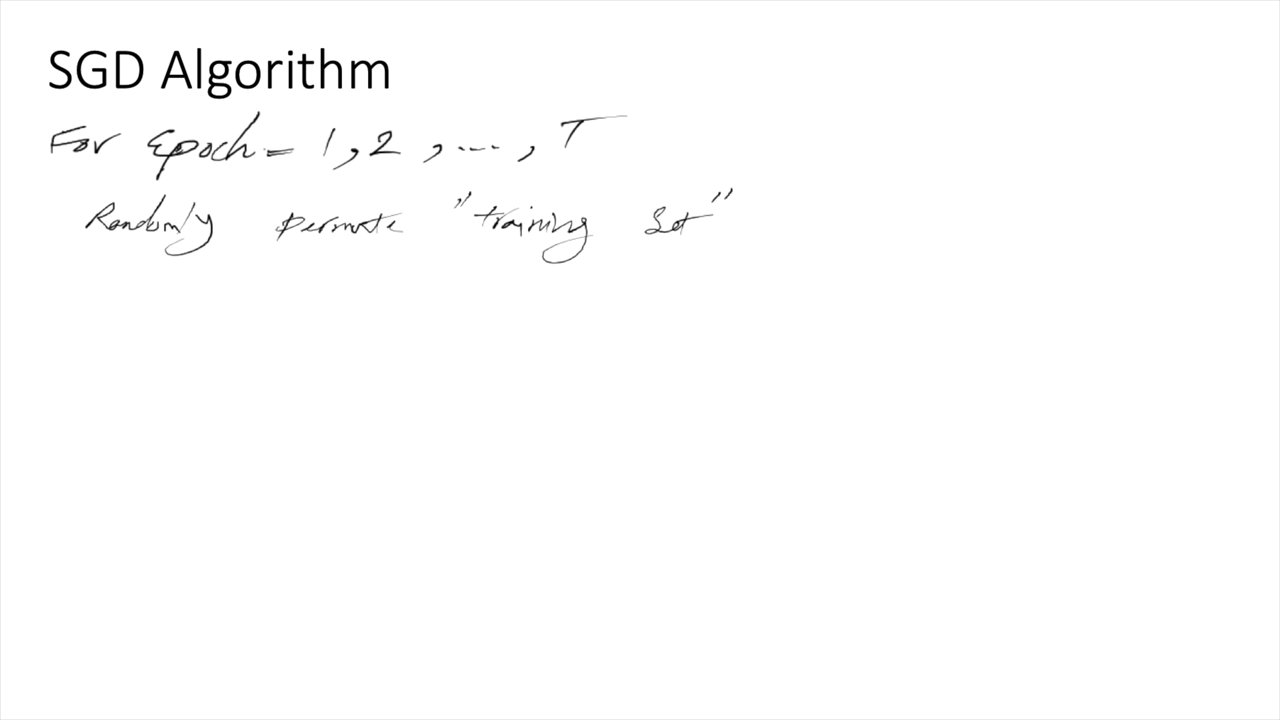 SGD Algorithm
For Epoch = 1, 2, ..., T
Randomly permute "training set"